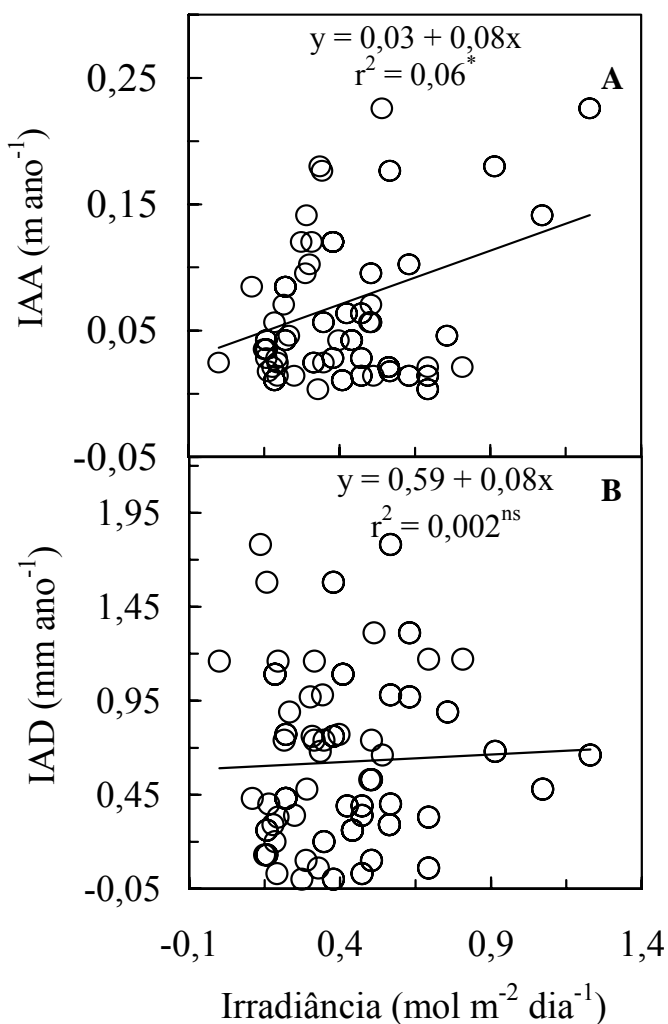 y = 0,03 + 0,08x
r² = 0,06*
A
0,25
0,15
0,05
-0,05
IAA (m ano⁻¹)
y = 0,59 + 0,08x
B
r² = 0,002ⁿˢ
1,95
1,45
0,95
0,45
-0,05
IAD (mm ano⁻¹)
-0,1 0,4 0,9 1,4
Irradiância (mol m⁻² dia⁻¹)